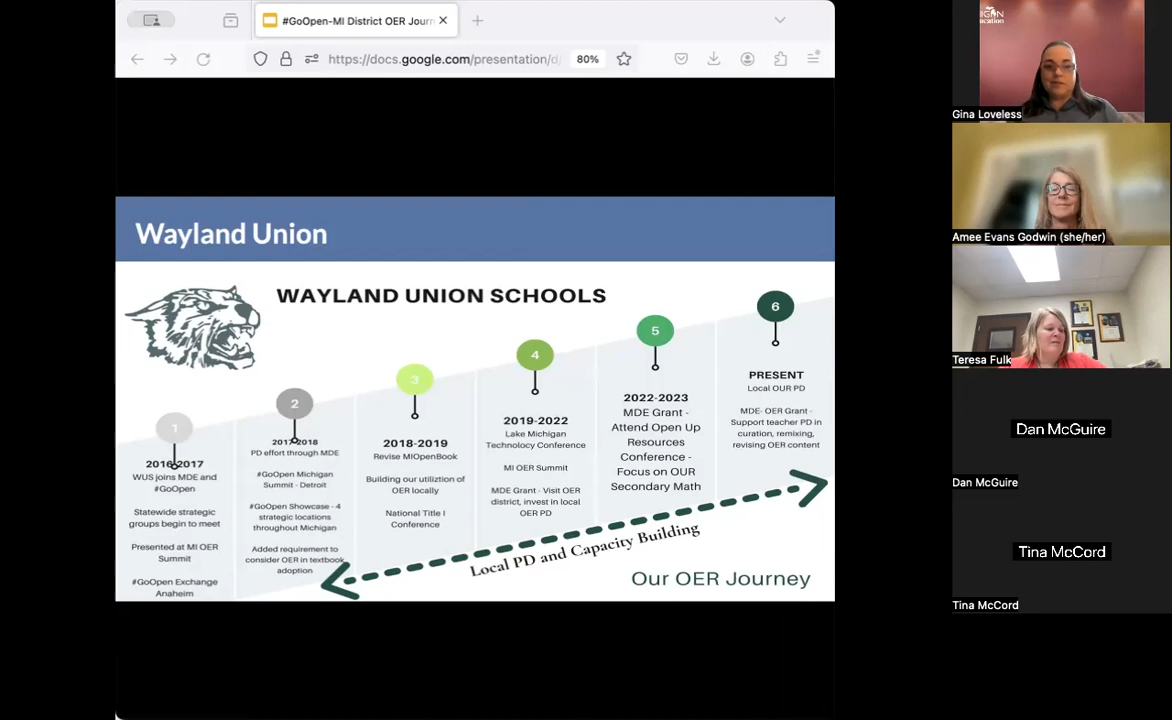 #GoOpen-MI District OER Jour
https://docs.google.com/presentation/d/
80%
Wayland Union
WAYLAND UNION SCHOOLS
1
2016-2017
WUS joins MDE and
#GoOpen
Statewide strategic
groups begin to meet
Presented at MI OER
Summit
#GoOpen Exchange
Anaheim
2
2017-2018
PD effort through MDE
#GoOpen Michigan
Summit - Detroit
#GoOpen Showcase - 4
strategic locations
throughout Michigan
Added requirement to
consider OER in textbook
adoption
3
2018-2019
Revise MIOpenBook
Building our utiliztion of
OER locally
National Title I
Conference
4
2019-2022
Lake Michigan
Technology Conference
MI OER Summit
MDE Grant - Visit OER
district, invest in local
OER PD
5
2022-2023
MDE Grant -
Attend Open Up
Resources
Conference -
Focus on OUR
Secondary Math
6
PRESENT
Local OUR PD
MDE- OER Grant -
Support teacher PD in
curation, remixing,
revising OER content
Local PD and Capacity Building
Our OER Journey
Gina Loveless
Amee Evans Godwin (she/her)
Teresa Fulk
Dan McGuire
Dan McGuire
Tina McCord
Tina McCord